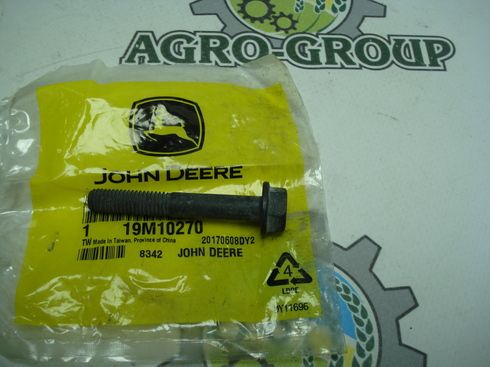 AGRO-GROUP
JOHN DEERE
1 19M10270
TW Made In Taiwan, Province of China 20170608DY2
8342 JOHN DEERE
4
LDPE